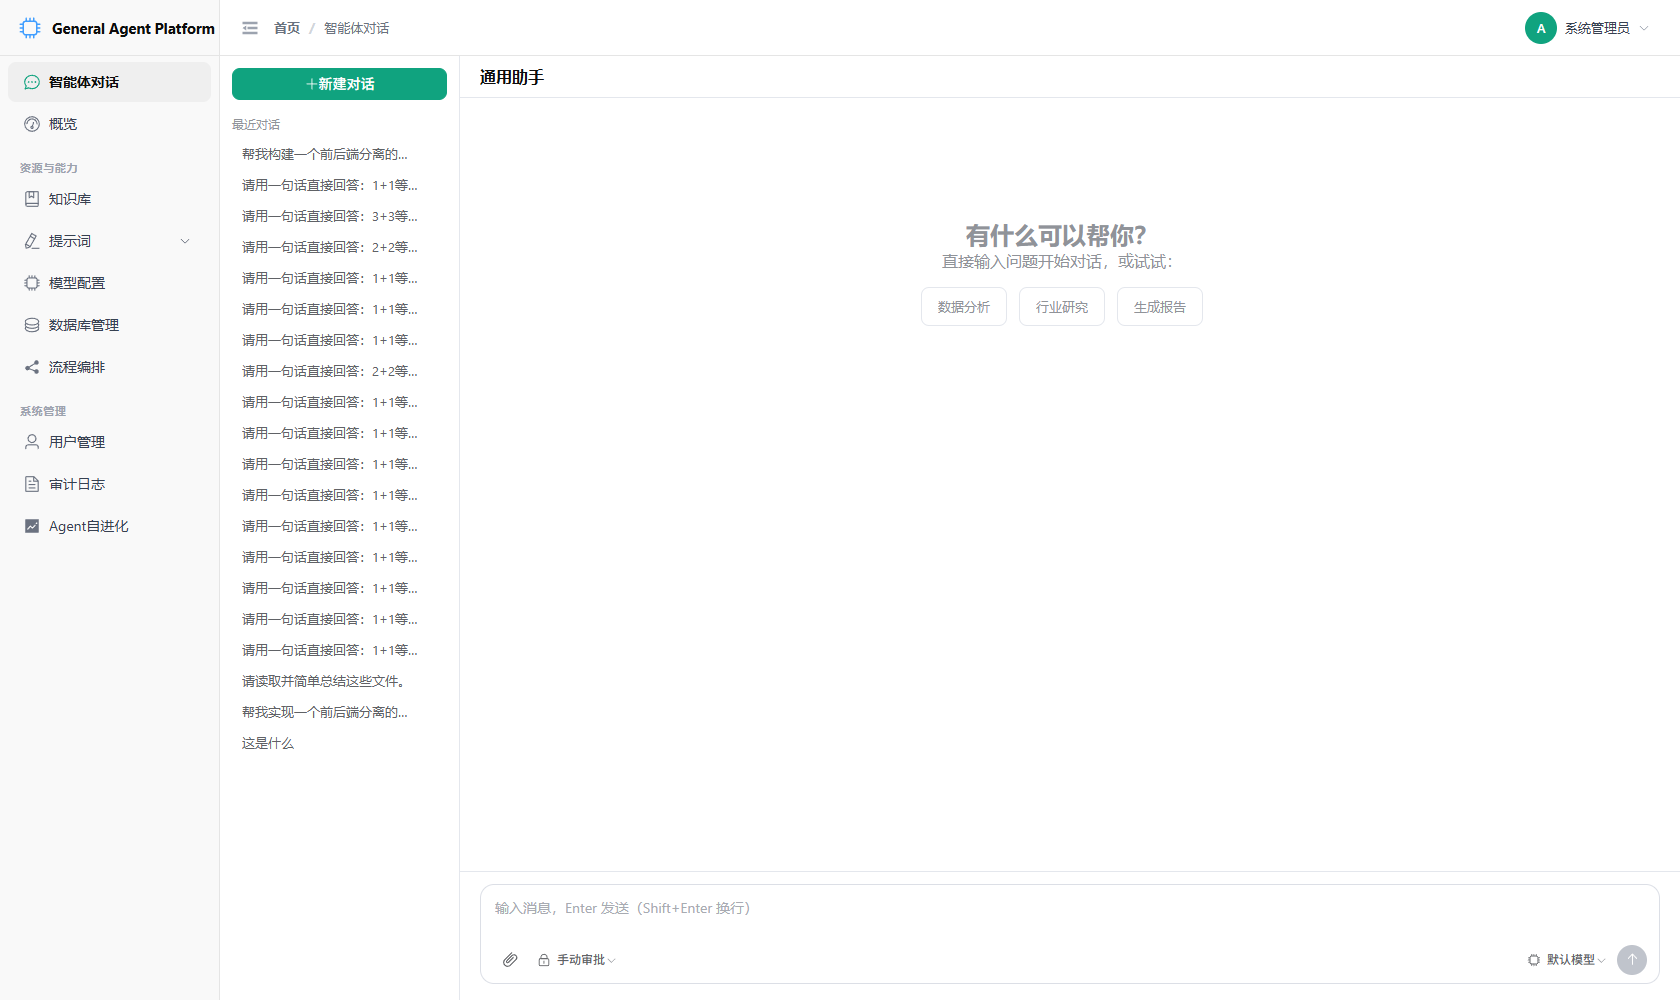 General Agent Platform
首页 / 智能体对话
A 系统管理员
智能体对话
概览
资源与能力
知识库
提示词
模型配置
数据库管理
流程编排
系统管理
用户管理
审计日志
Agent自进化
+新建对话
最近对话
帮我构建一个前后端分离的...
请用一句话直接回答：1+1等...
请用一句话直接回答：3+3等...
请用一句话直接回答：2+2等...
请用一句话直接回答：1+1等...
请用一句话直接回答：1+1等...
请用一句话直接回答：1+1等...
请用一句话直接回答：2+2等...
请用一句话直接回答：1+1等...
请用一句话直接回答：1+1等...
请用一句话直接回答：1+1等...
请用一句话直接回答：1+1等...
请用一句话直接回答：1+1等...
请用一句话直接回答：1+1等...
请用一句话直接回答：1+1等...
请用一句话直接回答：1+1等...
请用一句话直接回答：1+1等...
请读取并简单总结这些文件。
帮我实现一个前后端分离的...
这是什么
通用助手
有什么可以帮你？
直接输入问题开始对话，或试试：
数据分析 行业研究 生成报告
输入消息，Enter 发送（Shift+Enter 换行）
手动审批
默认模型